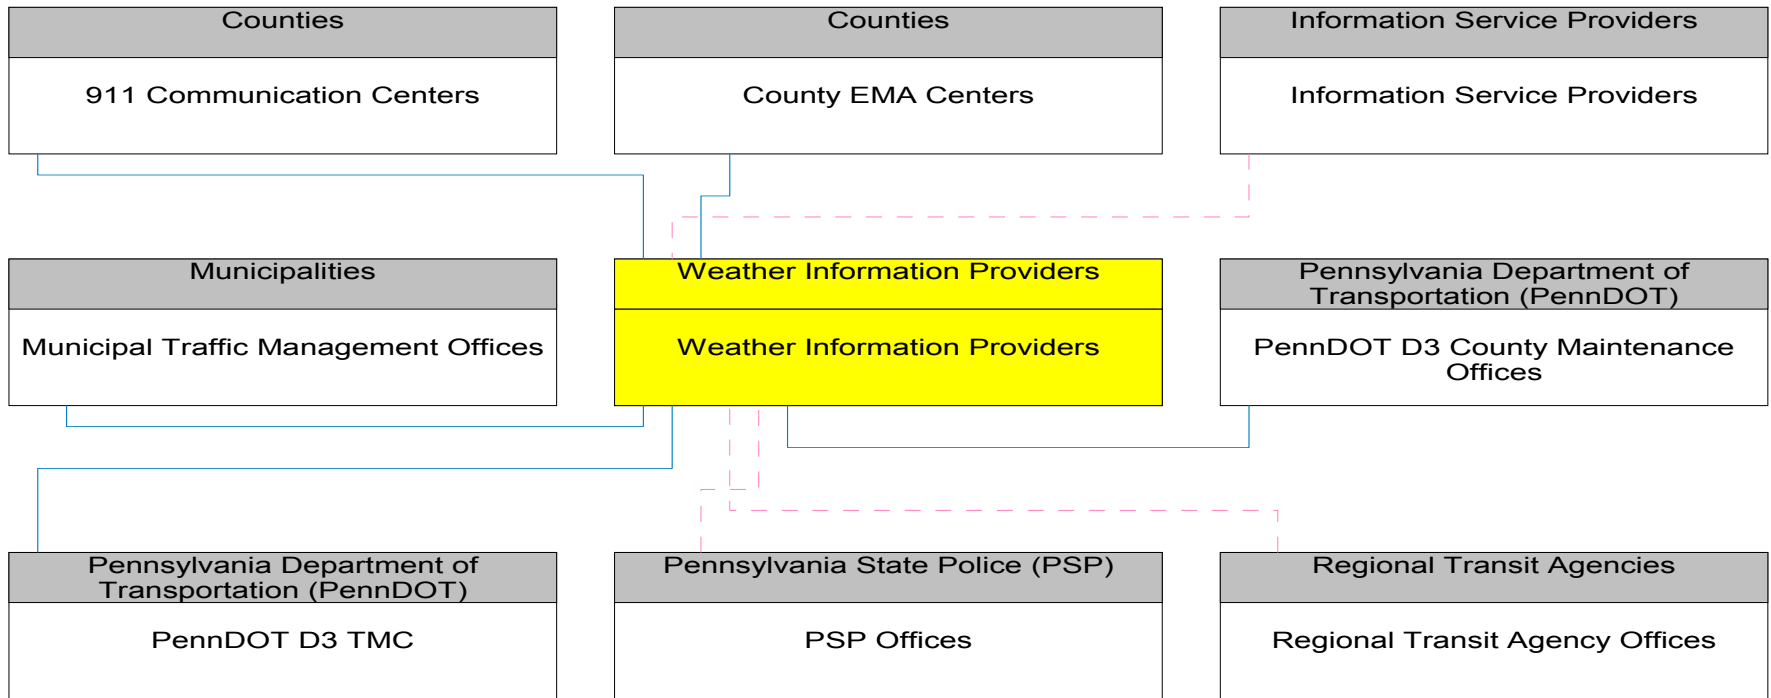 Counties
911 Communication Centers
Counties
County EMA Centers
Information Service Providers
Information Service Providers
Municipalities
Municipal Traffic Management Offices
Weather Information Providers
Weather Information Providers
Pennsylvania Department of
Transportation (PennDOT)
PennDOT D3 County Maintenance
Offices
Pennsylvania Department of
Transportation (PennDOT)
PennDOT D3 TMC
Pennsylvania State Police (PSP)
PSP Offices
Regional Transit Agencies
Regional Transit Agency Offices